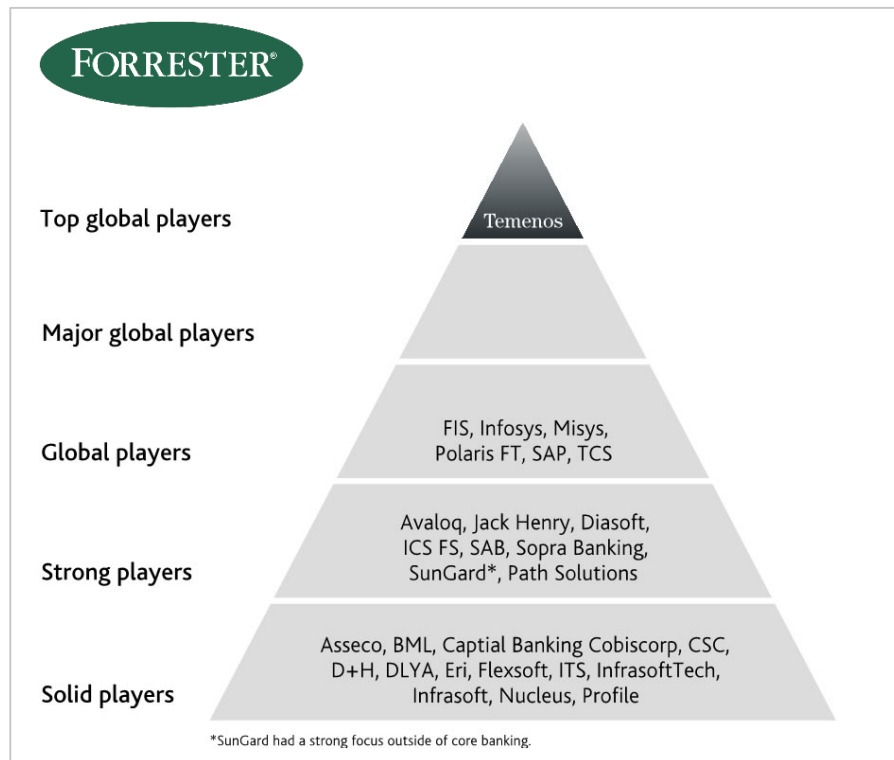 FORRESTER®
Top global players
Temenos
Major global players
Global players
FIS, Infosys, Misys,
Polaris FT, SAP, TCS
Strong players
Avaloq, Jack Henry, Diasoft,
ICS FS, SAB, Sopra Banking,
SunGard*, Path Solutions
Solid players
Asseco, BML, Captial Banking Cobiscorp, CSC,
D+H, DLYA, Eri, Flexsoft, ITS, InfrasoftTech,
Infrasoft, Nucleus, Profile
*SunGard had a strong focus outside of core banking.